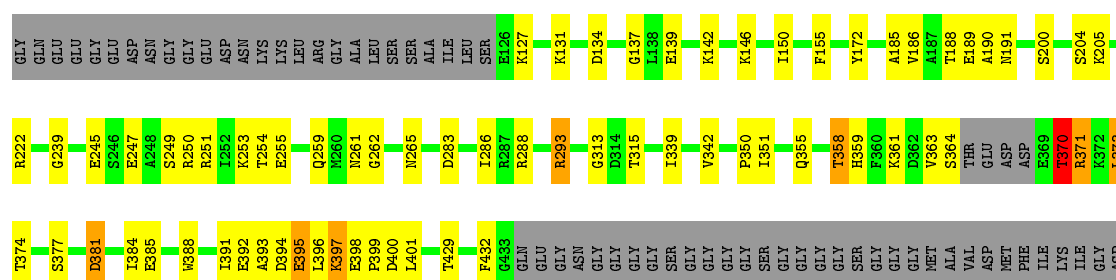 GLY GLN GLU GLU GLY GLU ASP ASN GLY GLY GLU ASP ASN LYS LYS LEU ARG GLY ALA LEU SER SER ALA ILE LEU SER E126 K127 K131 D134 G137 L138 E139 K142 K146 I150 F155 Y172 A185 V186 A187 T188 E189 A190 N191 S200 S204 K205
R222 G239 E245 S246 E247 A248 S249 R250 R251 I252 K253 T254 E255 Q259 M260 N261 G262 N265 D283 I286 R287 R288 R293 G313 D314 T315 I339 V342 P350 I351 Q355 T358 H359 F360 K361 D362 V363 S364 THR GLU ASP ASP E369 T370 R371 K372
T374 S377 D381 I384 E385 W388 I391 E392 A393 D394 E395 L396 K397 E398 P399 D400 L401 T429 F432 G433 GLN GLU GLY ASN GLY GLY GLY GLY SER GLY GLY GLY GLY SER GLY GLY GLY GLY SER GLY GLY GLY MET ALA VAL ASP MET PHE ILE LYS ILE GLY